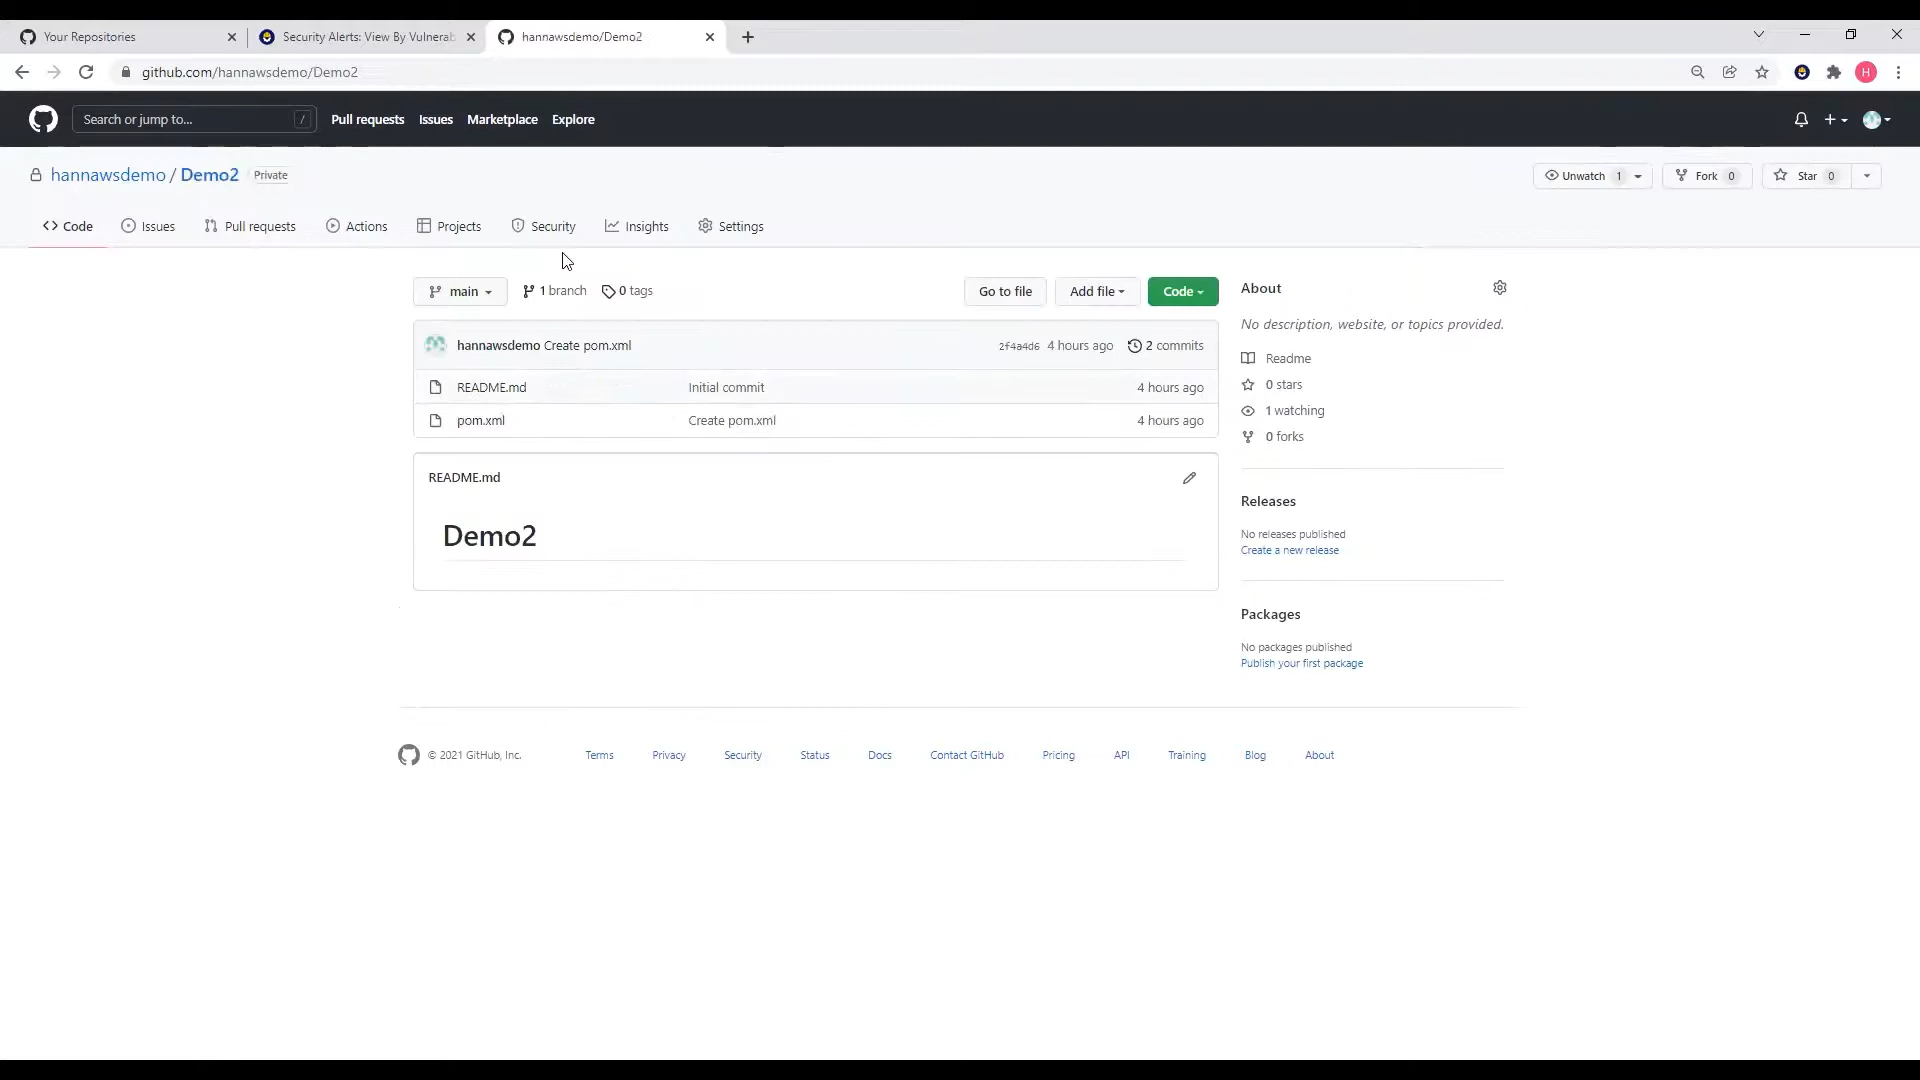 Your Repositories
Security Alerts: View By Vulnerab
hannawsdemo/Demo2
github.com/hannawsdemo/Demo2
H
Search or jump to...
/
Pull requests
Issues
Marketplace
Explore
hannawsdemo / Demo2
Private
Unwatch 1
Fork 0
Star 0
Code
Issues
Pull requests
Actions
Projects
Security
Insights
Settings
main
1 branch
0 tags
Go to file
Add file
Code
hannawsdemo Create pom.xml
2f4a4d6 4 hours ago
2 commits
README.md
Initial commit
4 hours ago
pom.xml
Create pom.xml
4 hours ago
README.md
Demo2
About
No description, website, or topics provided.
Readme
0 stars
1 watching
0 forks
Releases
No releases published
Create a new release
Packages
No packages published
Publish your first package
© 2021 GitHub, Inc.
Terms
Privacy
Security
Status
Docs
Contact GitHub
Pricing
API
Training
Blog
About